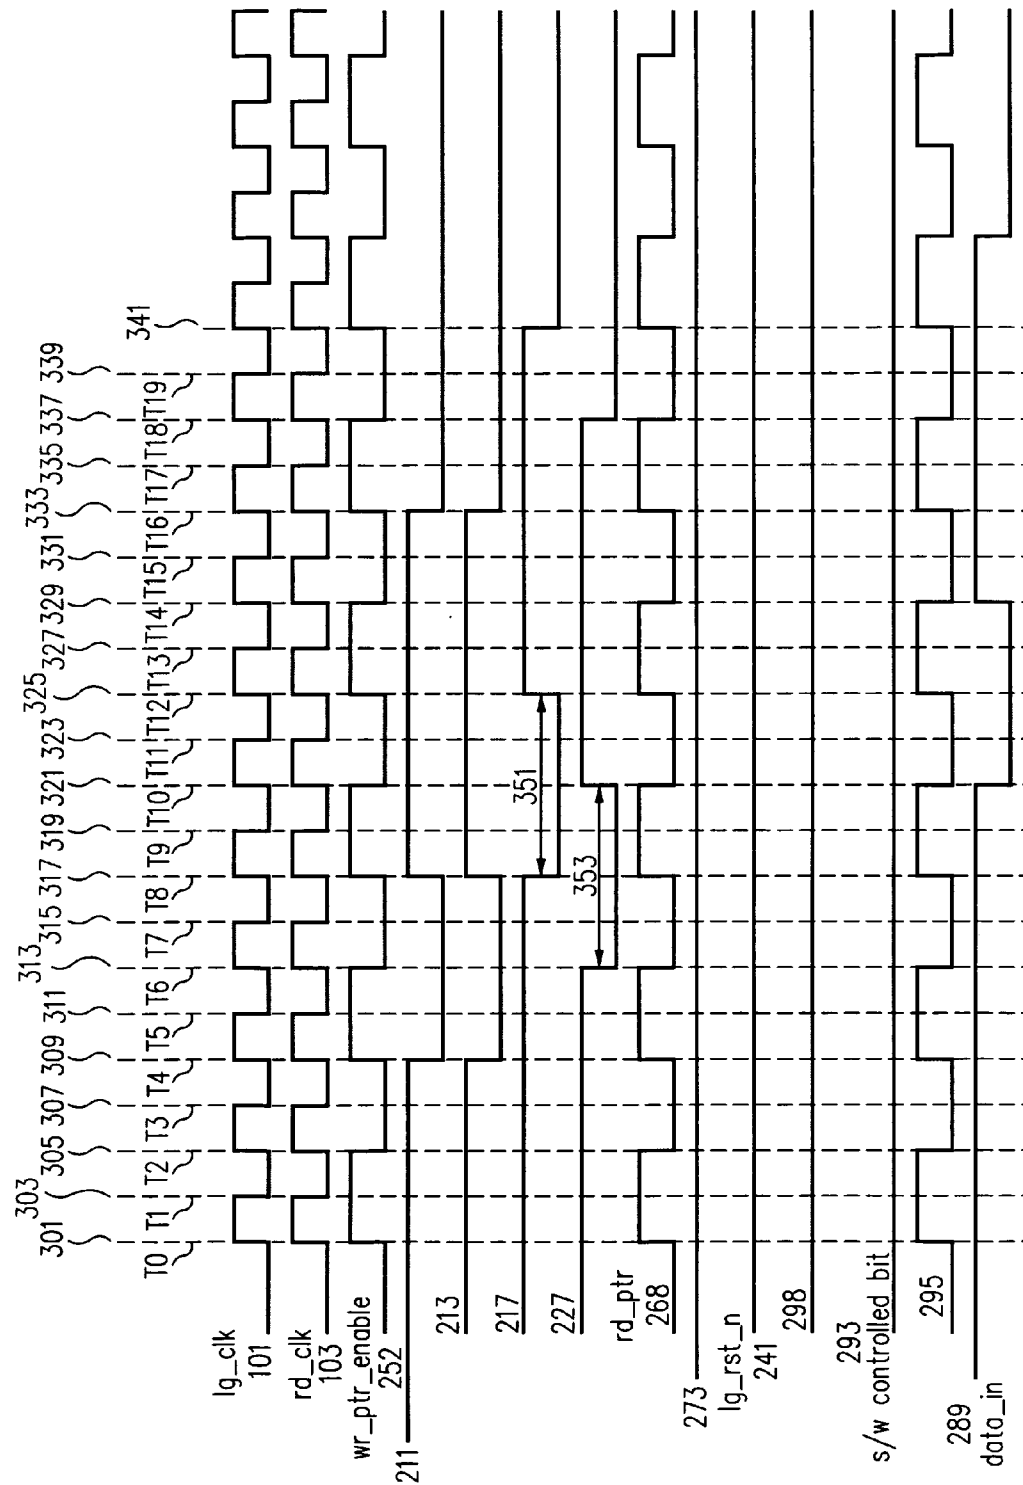 301 303 305 307 309 311 313 315 317 319 321 323 325 327 329 331 333 335 337 339 341
T0 T1 T2 T3 T4 T5 T6 T7 T8 T9 T10 T11 T12 T13 T14 T15 T16 T17 T18 T19
lg_clk
101
rd_clk
103
wr_ptr_enable
252
211
213
217
351
227
353
rd_ptr
268
273
lg_rst_n
241
298
293
s/w controlled bit
295
289
data_in